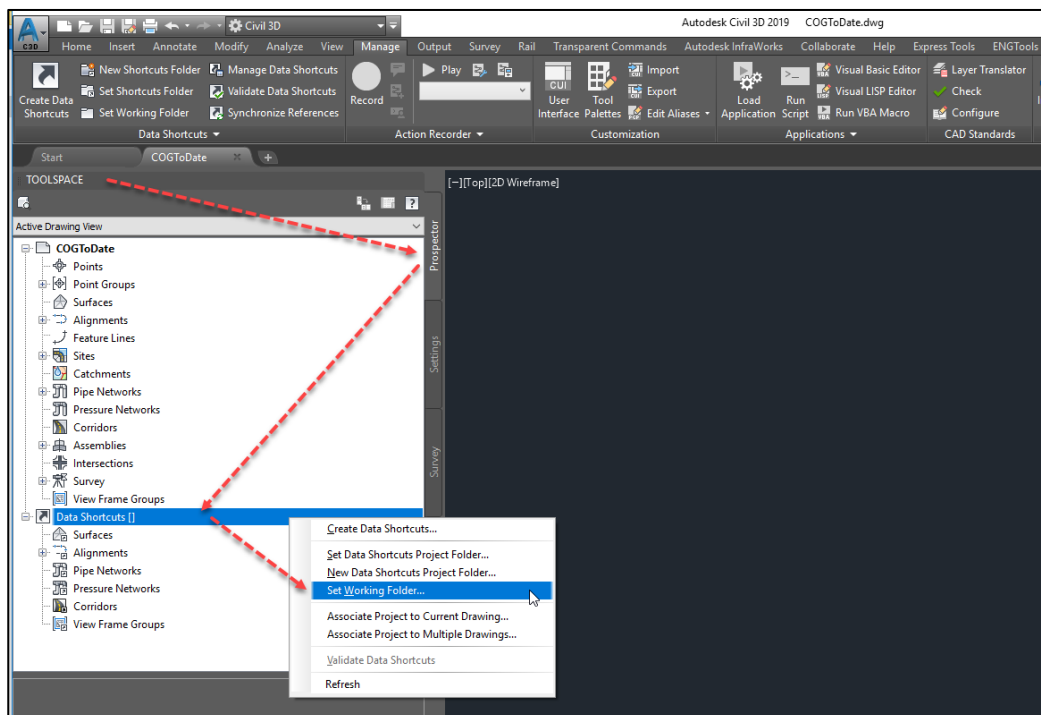 Civil 3D
Autodesk Civil 3D 2019 COGToDate.dwg
C3D
Home Insert Annotate Modify Analyze View Manage Output Survey Rail Transparent Commands Autodesk InfraWorks Collaborate Help Express Tools ENGTools
New Shortcuts Folder Manage Data Shortcuts
Set Shortcuts Folder Validate Data Shortcuts
Set Working Folder Synchronize References
Create Data
Shortcuts
Data Shortcuts
Record
Play
Action Recorder
CUI
User
Interface
Tool
Palettes
Import
Export
Edit Aliases
Customization
Load
Application
Run
Script
Visual Basic Editor
Visual LISP Editor
Run VBA Macro
Applications
Layer Translator
Check
Configure
CAD Standards
Start COGToDate
TOOLSPACE
[−][Top][2D Wireframe]
Active Drawing View
COGToDate
Points
Point Groups
Surfaces
Alignments
Feature Lines
Sites
Catchments
Pipe Networks
Pressure Networks
Corridors
Assemblies
Intersections
Survey
View Frame Groups
Data Shortcuts []
Surfaces
Alignments
Pipe Networks
Pressure Networks
Corridors
View Frame Groups
Prospector
Settings
Survey
Create Data Shortcuts...
Set Data Shortcuts Project Folder...
New Data Shortcuts Project Folder...
Set Working Folder...
Associate Project to Current Drawing...
Associate Project to Multiple Drawings...
Validate Data Shortcuts
Refresh